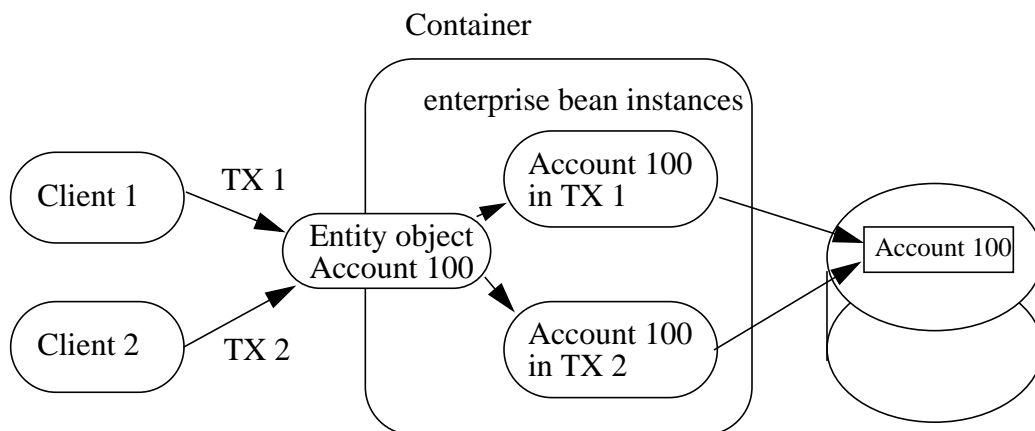 Container
enterprise bean instances
Client 1
TX 1
Account 100
in TX 1
Entity object
Account 100
Account 100
Client 2
TX 2
Account 100
in TX 2